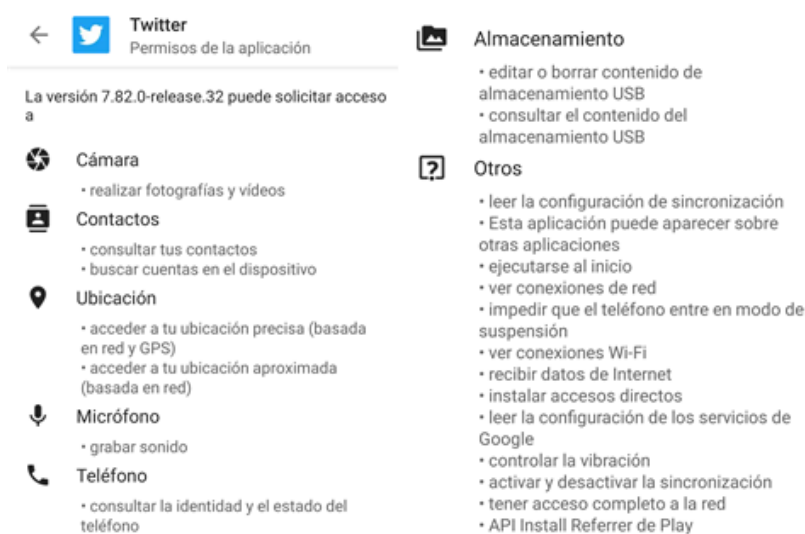 Twitter
Permisos de la aplicación
La versión 7.82.0-release.32 puede solicitar acceso
a
Cámara
• realizar fotografías y vídeos
Contactos
• consultar tus contactos
• buscar cuentas en el dispositivo
Ubicación
• acceder a tu ubicación precisa (basada
en red y GPS)
• acceder a tu ubicación aproximada
(basada en red)
Micrófono
• grabar sonido
Teléfono
• consultar la identidad y el estado del
teléfono
Almacenamiento
• editar o borrar contenido de
almacenamiento USB
• consultar el contenido del
almacenamiento USB
Otros
• leer la configuración de sincronización
• Esta aplicación puede aparecer sobre
otras aplicaciones
• ejecutarse al inicio
• ver conexiones de red
• impedir que el teléfono entre en modo de
suspensión
• ver conexiones Wi-Fi
• recibir datos de Internet
• instalar accesos directos
• leer la configuración de los servicios de
Google
• controlar la vibración
• activar y desactivar la sincronización
• tener acceso completo a la red
• API Install Referrer de Play